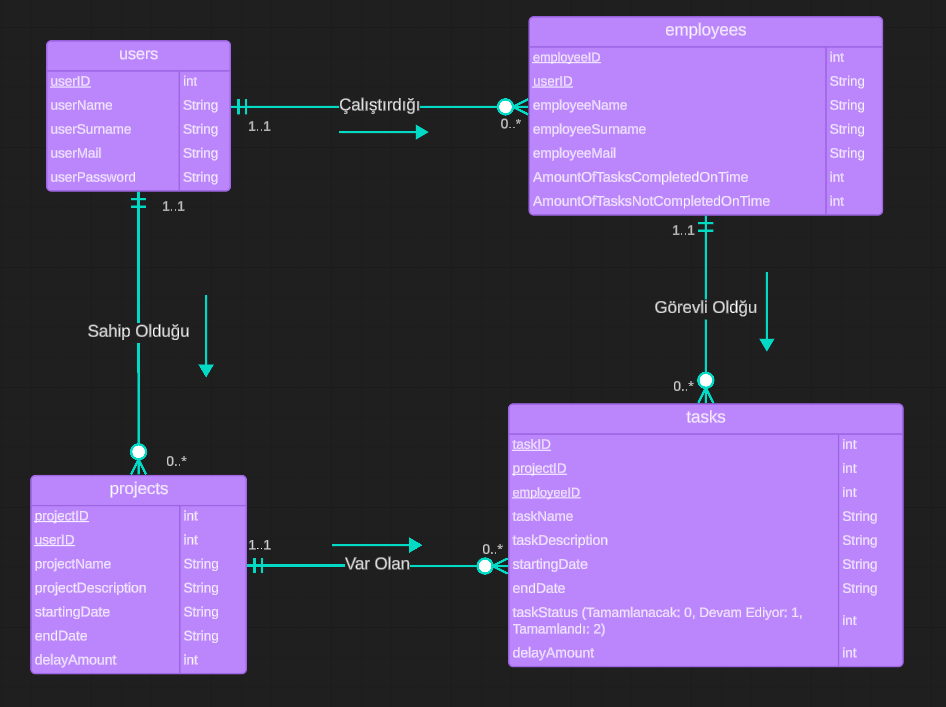 users
userID int
userName String
userSurname String
userMail String
userPassword String
employees
employeeID int
userID String
employeeName String
employeeSurname String
employeeMail String
AmountOfTasksCompletedOnTime int
AmountOfTasksNotCompletedOnTime int
1..1
Çalıştırdığı
0..*
1..1
Sahip Olduğu
0..*
1..1
Görevli Oldğu
0..*
projects
projectID int
userID int
projectName String
projectDescription String
startingDate String
endDate String
delayAmount int
1..1
Var Olan
0..*
tasks
taskID int
projectID int
employeeID int
taskName String
taskDescription String
startingDate String
endDate String
taskStatus (Tamamlanacak: 0, Devam Ediyor: 1,
Tamamlandı: 2) int
delayAmount int